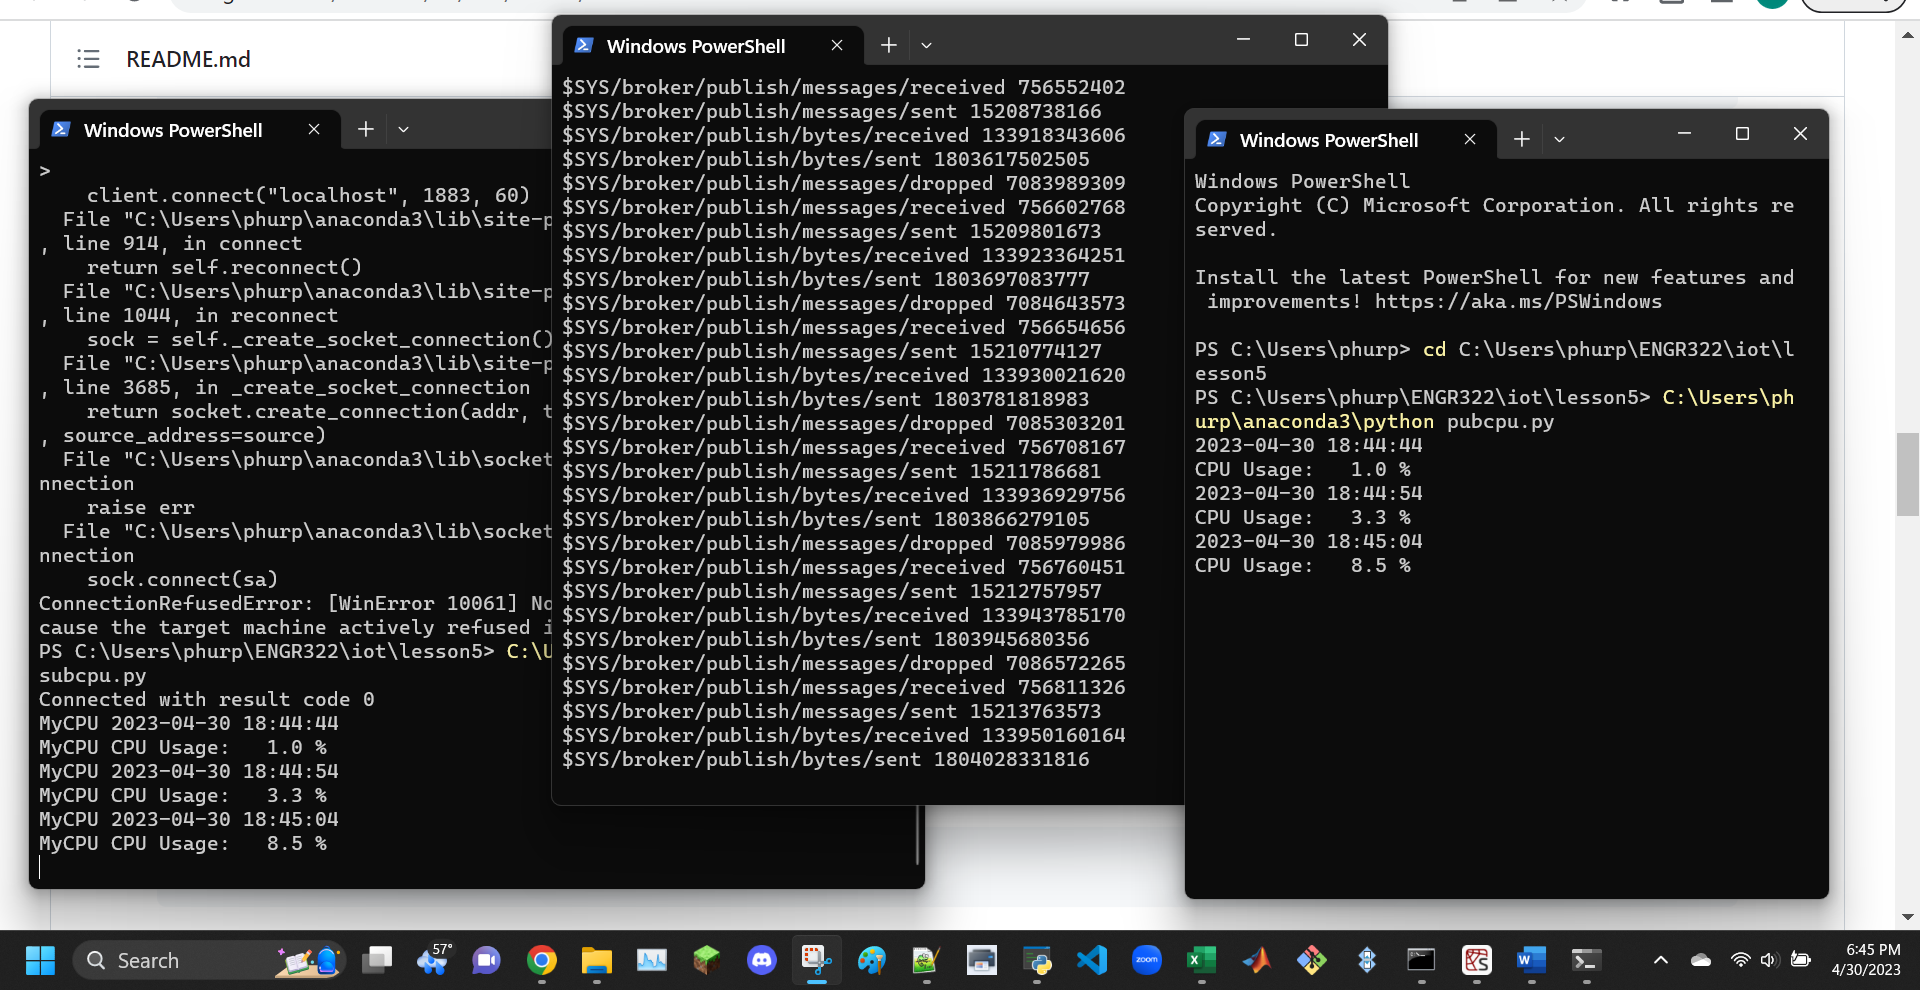 README.md
Windows PowerShell
>
client.connect("localhost", 1883, 60)
File "C:\Users\phurp\anaconda3\lib\site-p
, line 914, in connect
return self.reconnect()
File "C:\Users\phurp\anaconda3\lib\site-p
, line 1044, in reconnect
sock = self._create_socket_connection()
File "C:\Users\phurp\anaconda3\lib\site-p
, line 3685, in _create_socket_connection
return socket.create_connection(addr, t
, source_address=source)
File "C:\Users\phurp\anaconda3\lib\socket
nnection
raise err
File "C:\Users\phurp\anaconda3\lib\socket
nnection
sock.connect(sa)
ConnectionRefusedError: [WinError 10061] No
cause the target machine actively refused i
PS C:\Users\phurp\ENGR322\iot\lesson5> C:\U
subcpu.py
Connected with result code 0
MyCPU 2023-04-30 18:44:44
MyCPU CPU Usage:   1.0 %
MyCPU 2023-04-30 18:44:54
MyCPU CPU Usage:   3.3 %
MyCPU 2023-04-30 18:45:04
MyCPU CPU Usage:   8.5 %
Windows PowerShell
$SYS/broker/publish/messages/received 756552402
$SYS/broker/publish/messages/sent 15208738166
$SYS/broker/publish/bytes/received 133918343606
$SYS/broker/publish/bytes/sent 1803617502505
$SYS/broker/publish/messages/dropped 7083989309
$SYS/broker/publish/messages/received 756602768
$SYS/broker/publish/messages/sent 15209801673
$SYS/broker/publish/bytes/received 133923364251
$SYS/broker/publish/bytes/sent 1803697083777
$SYS/broker/publish/messages/dropped 7084643573
$SYS/broker/publish/messages/received 756654656
$SYS/broker/publish/messages/sent 15210774127
$SYS/broker/publish/bytes/received 133930021620
$SYS/broker/publish/bytes/sent 1803781818983
$SYS/broker/publish/messages/dropped 7085303201
$SYS/broker/publish/messages/received 756708167
$SYS/broker/publish/messages/sent 15211786681
$SYS/broker/publish/bytes/received 133936929756
$SYS/broker/publish/bytes/sent 1803866279105
$SYS/broker/publish/messages/dropped 7085979986
$SYS/broker/publish/messages/received 756760451
$SYS/broker/publish/messages/sent 15212757957
$SYS/broker/publish/bytes/received 133943785170
$SYS/broker/publish/bytes/sent 1803945680356
$SYS/broker/publish/messages/dropped 7086572265
$SYS/broker/publish/messages/received 756811326
$SYS/broker/publish/messages/sent 15213763573
$SYS/broker/publish/bytes/received 133950160164
$SYS/broker/publish/bytes/sent 1804028331816
Windows PowerShell
Windows PowerShell
Copyright (C) Microsoft Corporation. All rights re
served.
Install the latest PowerShell for new features and
improvements! https://aka.ms/PSWindows
PS C:\Users\phurp> cd C:\Users\phurp\ENGR322\iot\l
esson5
PS C:\Users\phurp\ENGR322\iot\lesson5> C:\Users\ph
urp\anaconda3\python pubcpu.py
2023-04-30 18:44:44
CPU Usage:   1.0 %
2023-04-30 18:44:54
CPU Usage:   3.3 %
2023-04-30 18:45:04
CPU Usage:   8.5 %
Search
57°
zoom
6:45 PM
4/30/2023